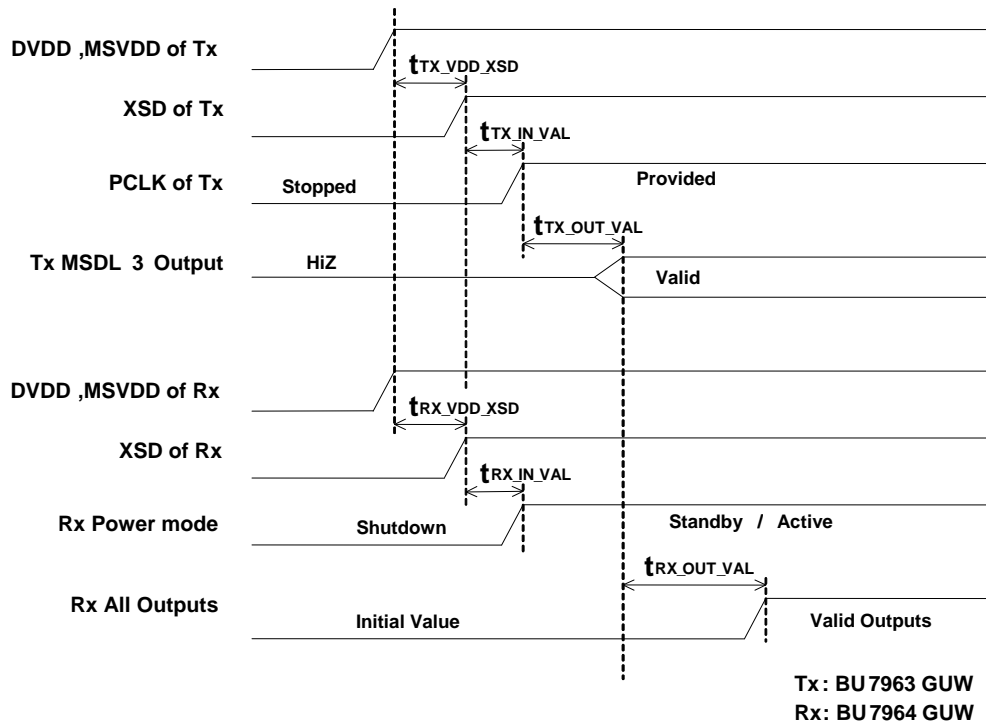 DVDD ,MSVDD of Tx
tTX_VDD_XSD
XSD of Tx
tTX_IN_VAL
PCLK of Tx
Stopped
Provided
tTX_OUT_VAL
Tx MSDL 3 Output
HiZ
Valid
DVDD ,MSVDD of Rx
tRX_VDD_XSD
XSD of Rx
tRX_IN_VAL
Rx Power mode
Shutdown
Standby / Active
tRX_OUT_VAL
Rx All Outputs
Initial Value
Valid Outputs
Tx: BU7963 GUW
Rx: BU7964 GUW